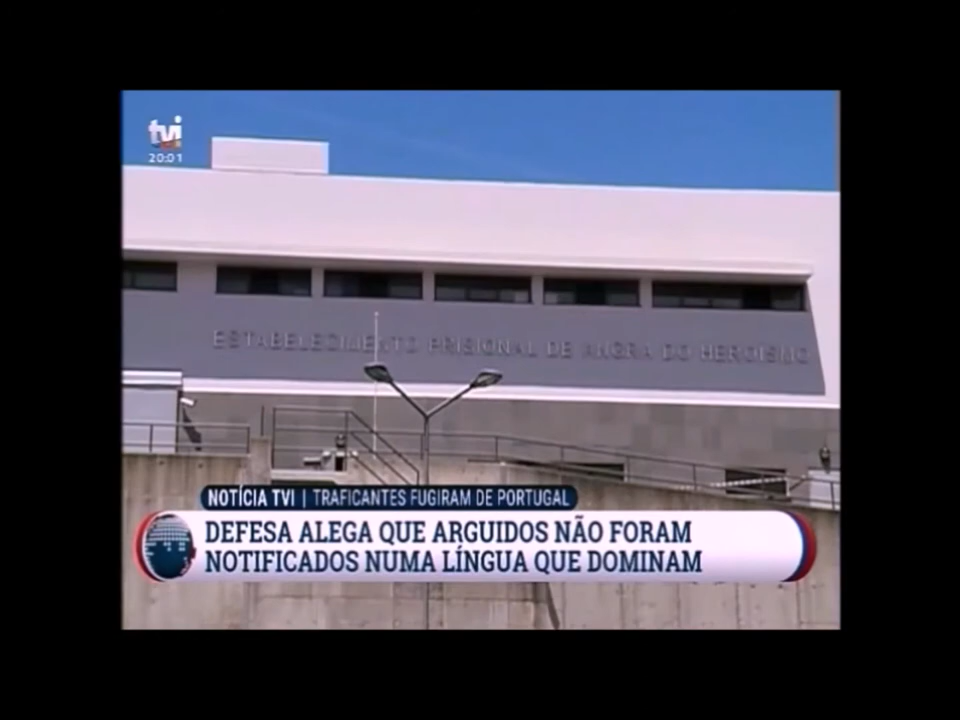 tvi
20:01
ESTABELECIMENTO PRISIONAL DE ANGRA DO HEROÍSMO
NOTÍCIA TVI | TRAFICANTES FUGIRAM DE PORTUGAL
DEFESA ALEGA QUE ARGUIDOS NÃO FORAM
NOTIFICADOS NUMA LÍNGUA QUE DOMINAM